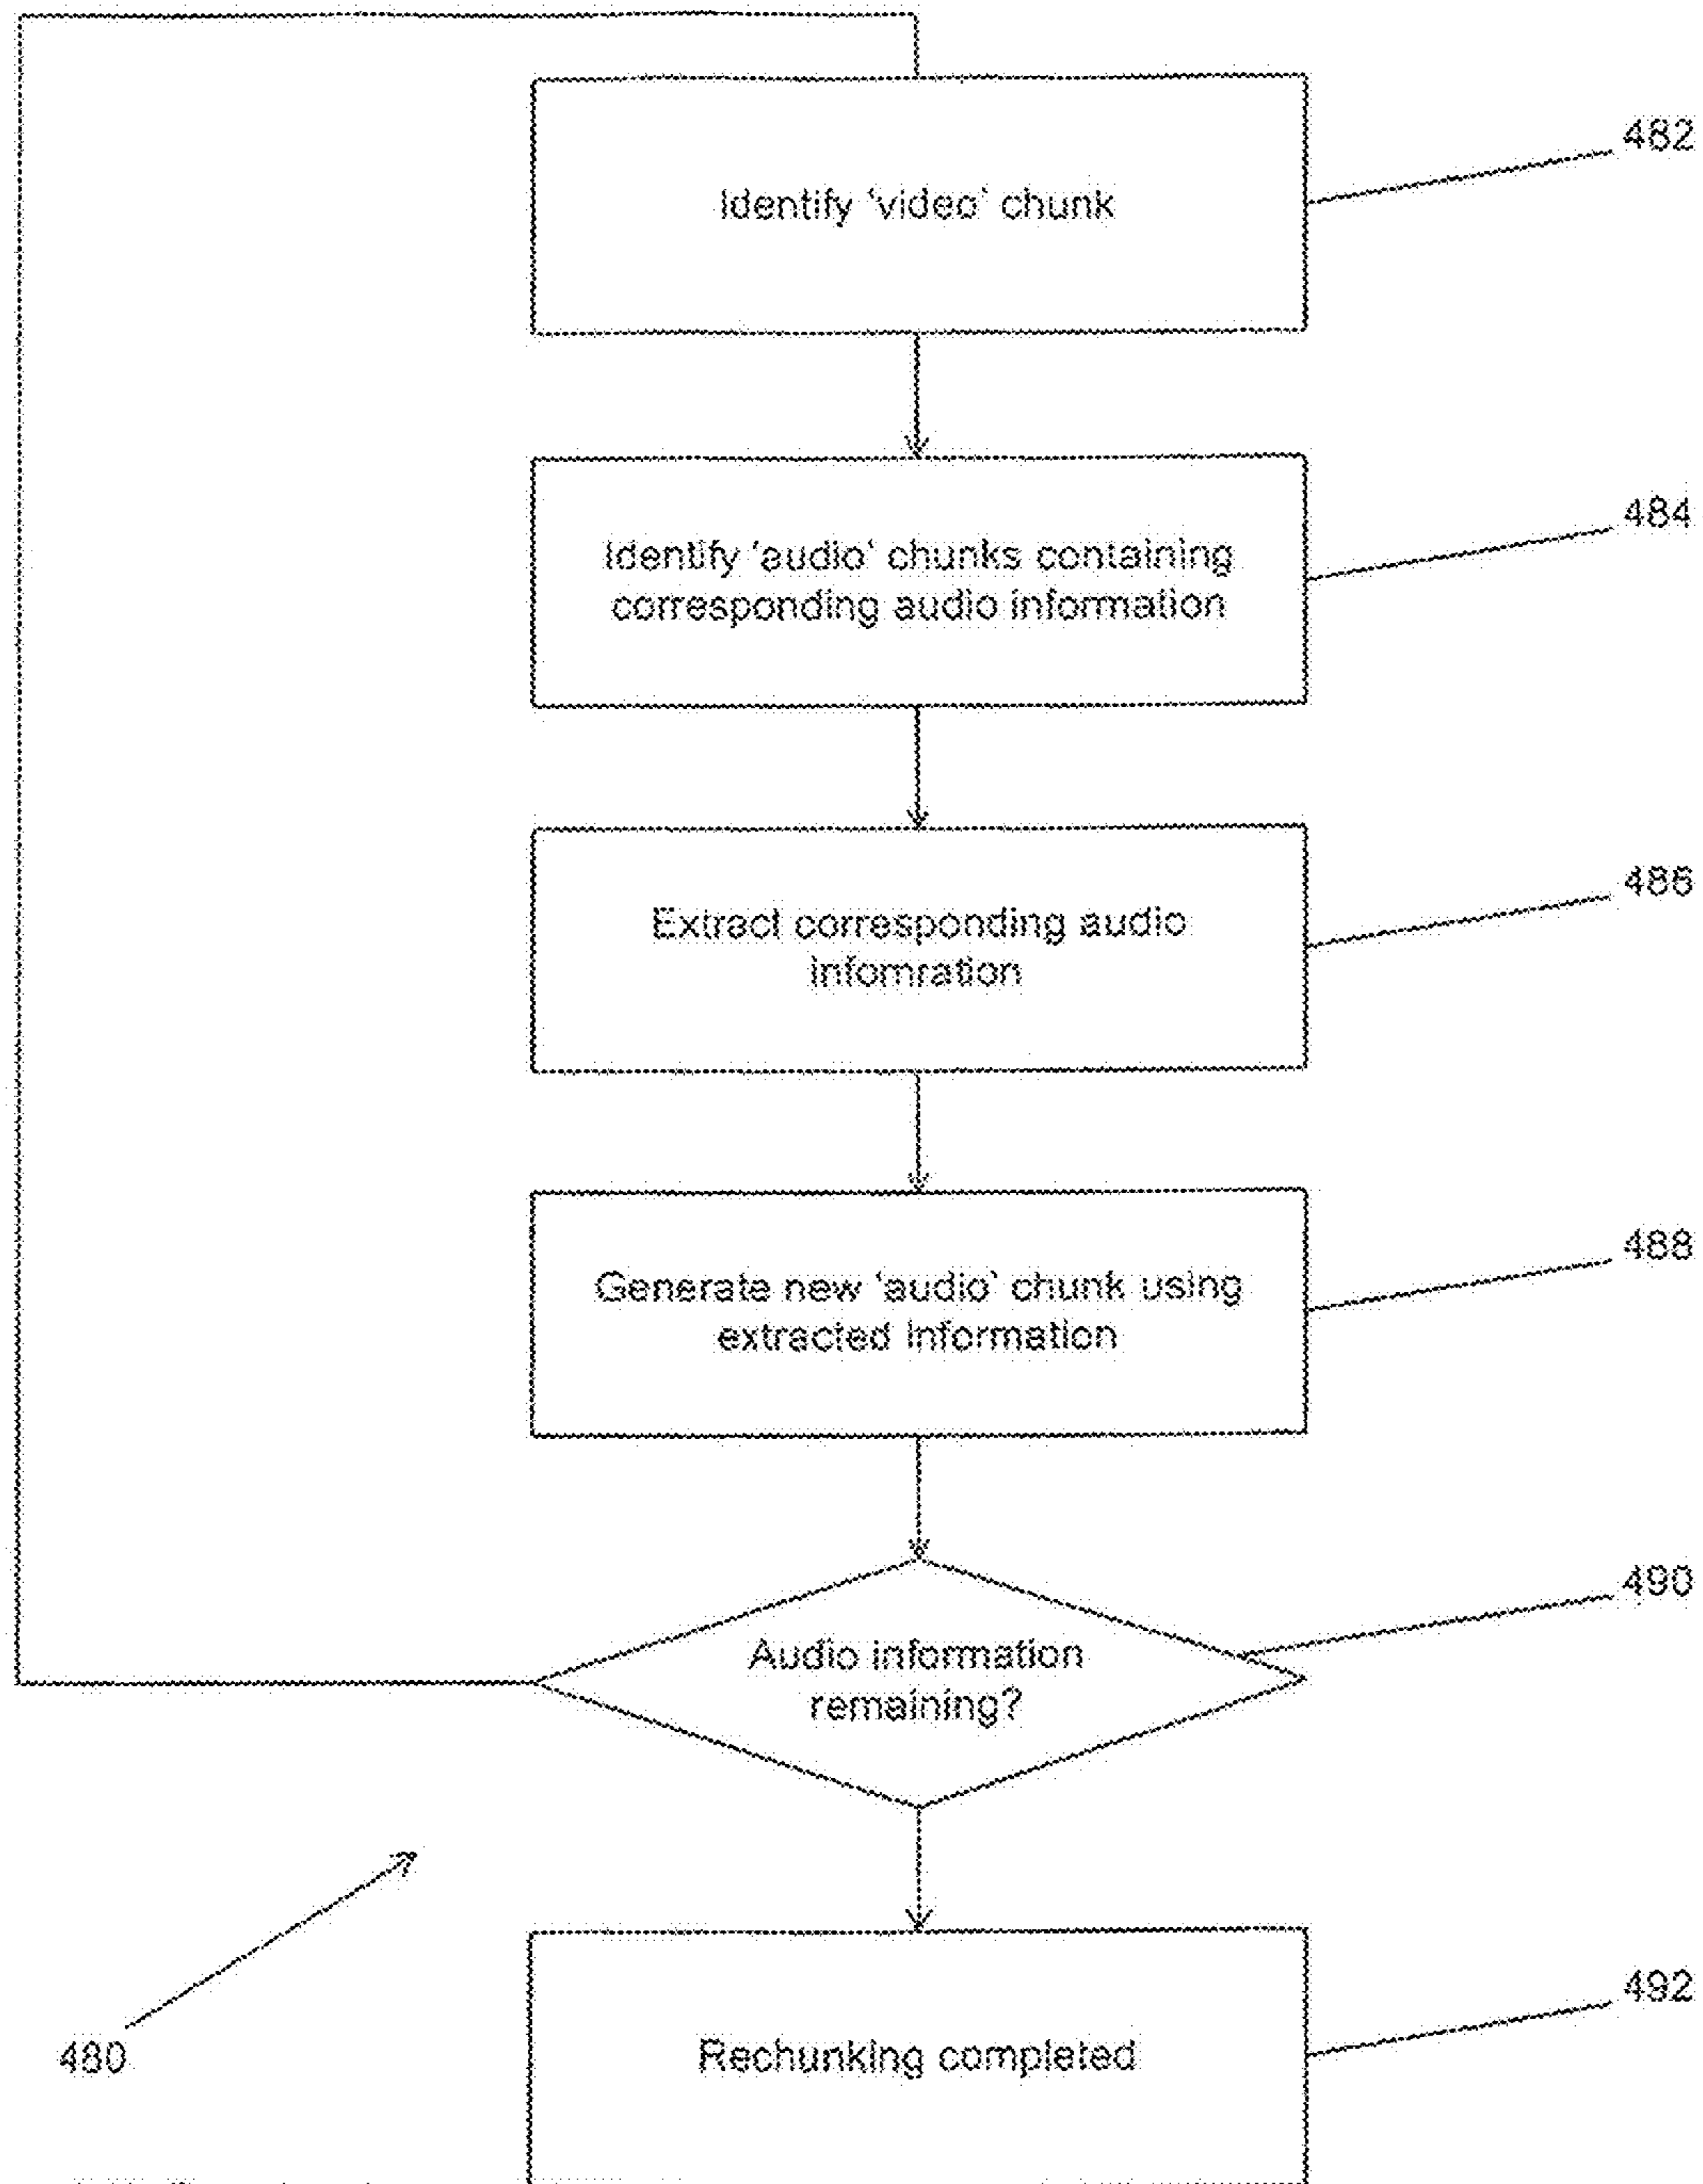 Identify 'video' chunk
482
Identify 'audio' chunks containing
corresponding audio information
484
Extract corresponding audio
infomration
486
Generate new 'audio' chunk using
extracted information
488
Audio information
remaining?
490
Rechunking completed
492
480